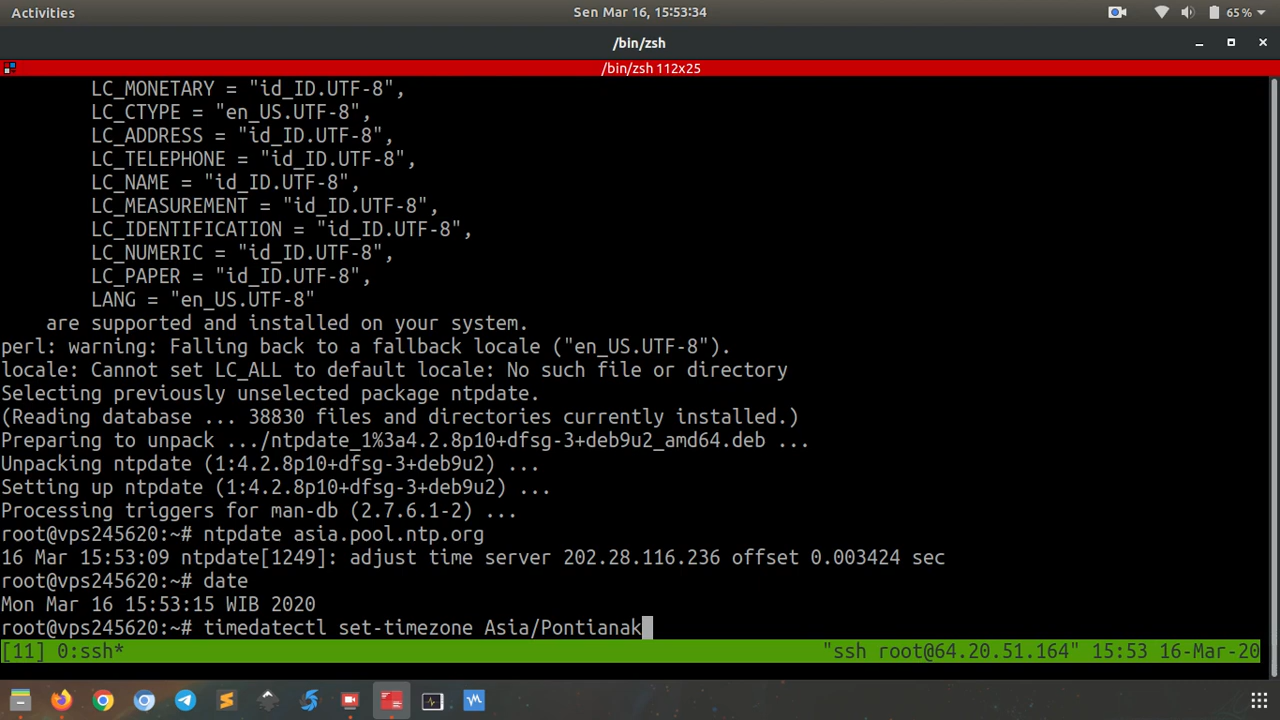 Activities
Sen Mar 16, 15:53:34
65%
/bin/zsh
/bin/zsh 112x25
LC_MONETARY = "id_ID.UTF-8",
LC_CTYPE = "en_US.UTF-8",
LC_ADDRESS = "id_ID.UTF-8",
LC_TELEPHONE = "id_ID.UTF-8",
LC_NAME = "id_ID.UTF-8",
LC_MEASUREMENT = "id_ID.UTF-8",
LC_IDENTIFICATION = "id_ID.UTF-8",
LC_NUMERIC = "id_ID.UTF-8",
LC_PAPER = "id_ID.UTF-8",
LANG = "en_US.UTF-8"
are supported and installed on your system.
perl: warning: Falling back to a fallback locale ("en_US.UTF-8").
locale: Cannot set LC_ALL to default locale: No such file or directory
Selecting previously unselected package ntpdate.
(Reading database ... 38830 files and directories currently installed.)
Preparing to unpack .../ntpdate_1%3a4.2.8p10+dfsg-3+deb9u2_amd64.deb ...
Unpacking ntpdate (1:4.2.8p10+dfsg-3+deb9u2) ...
Setting up ntpdate (1:4.2.8p10+dfsg-3+deb9u2) ...
Processing triggers for man-db (2.7.6.1-2) ...
root@vps245620:~# ntpdate asia.pool.ntp.org
16 Mar 15:53:09 ntpdate[1249]: adjust time server 202.28.116.236 offset 0.003424 sec
root@vps245620:~# date
Mon Mar 16 15:53:15 WIB 2020
root@vps245620:~# timedatectl set-timezone Asia/Pontianak
[11] 0:ssh* "ssh root@64.20.51.164" 15:53 16-Mar-20